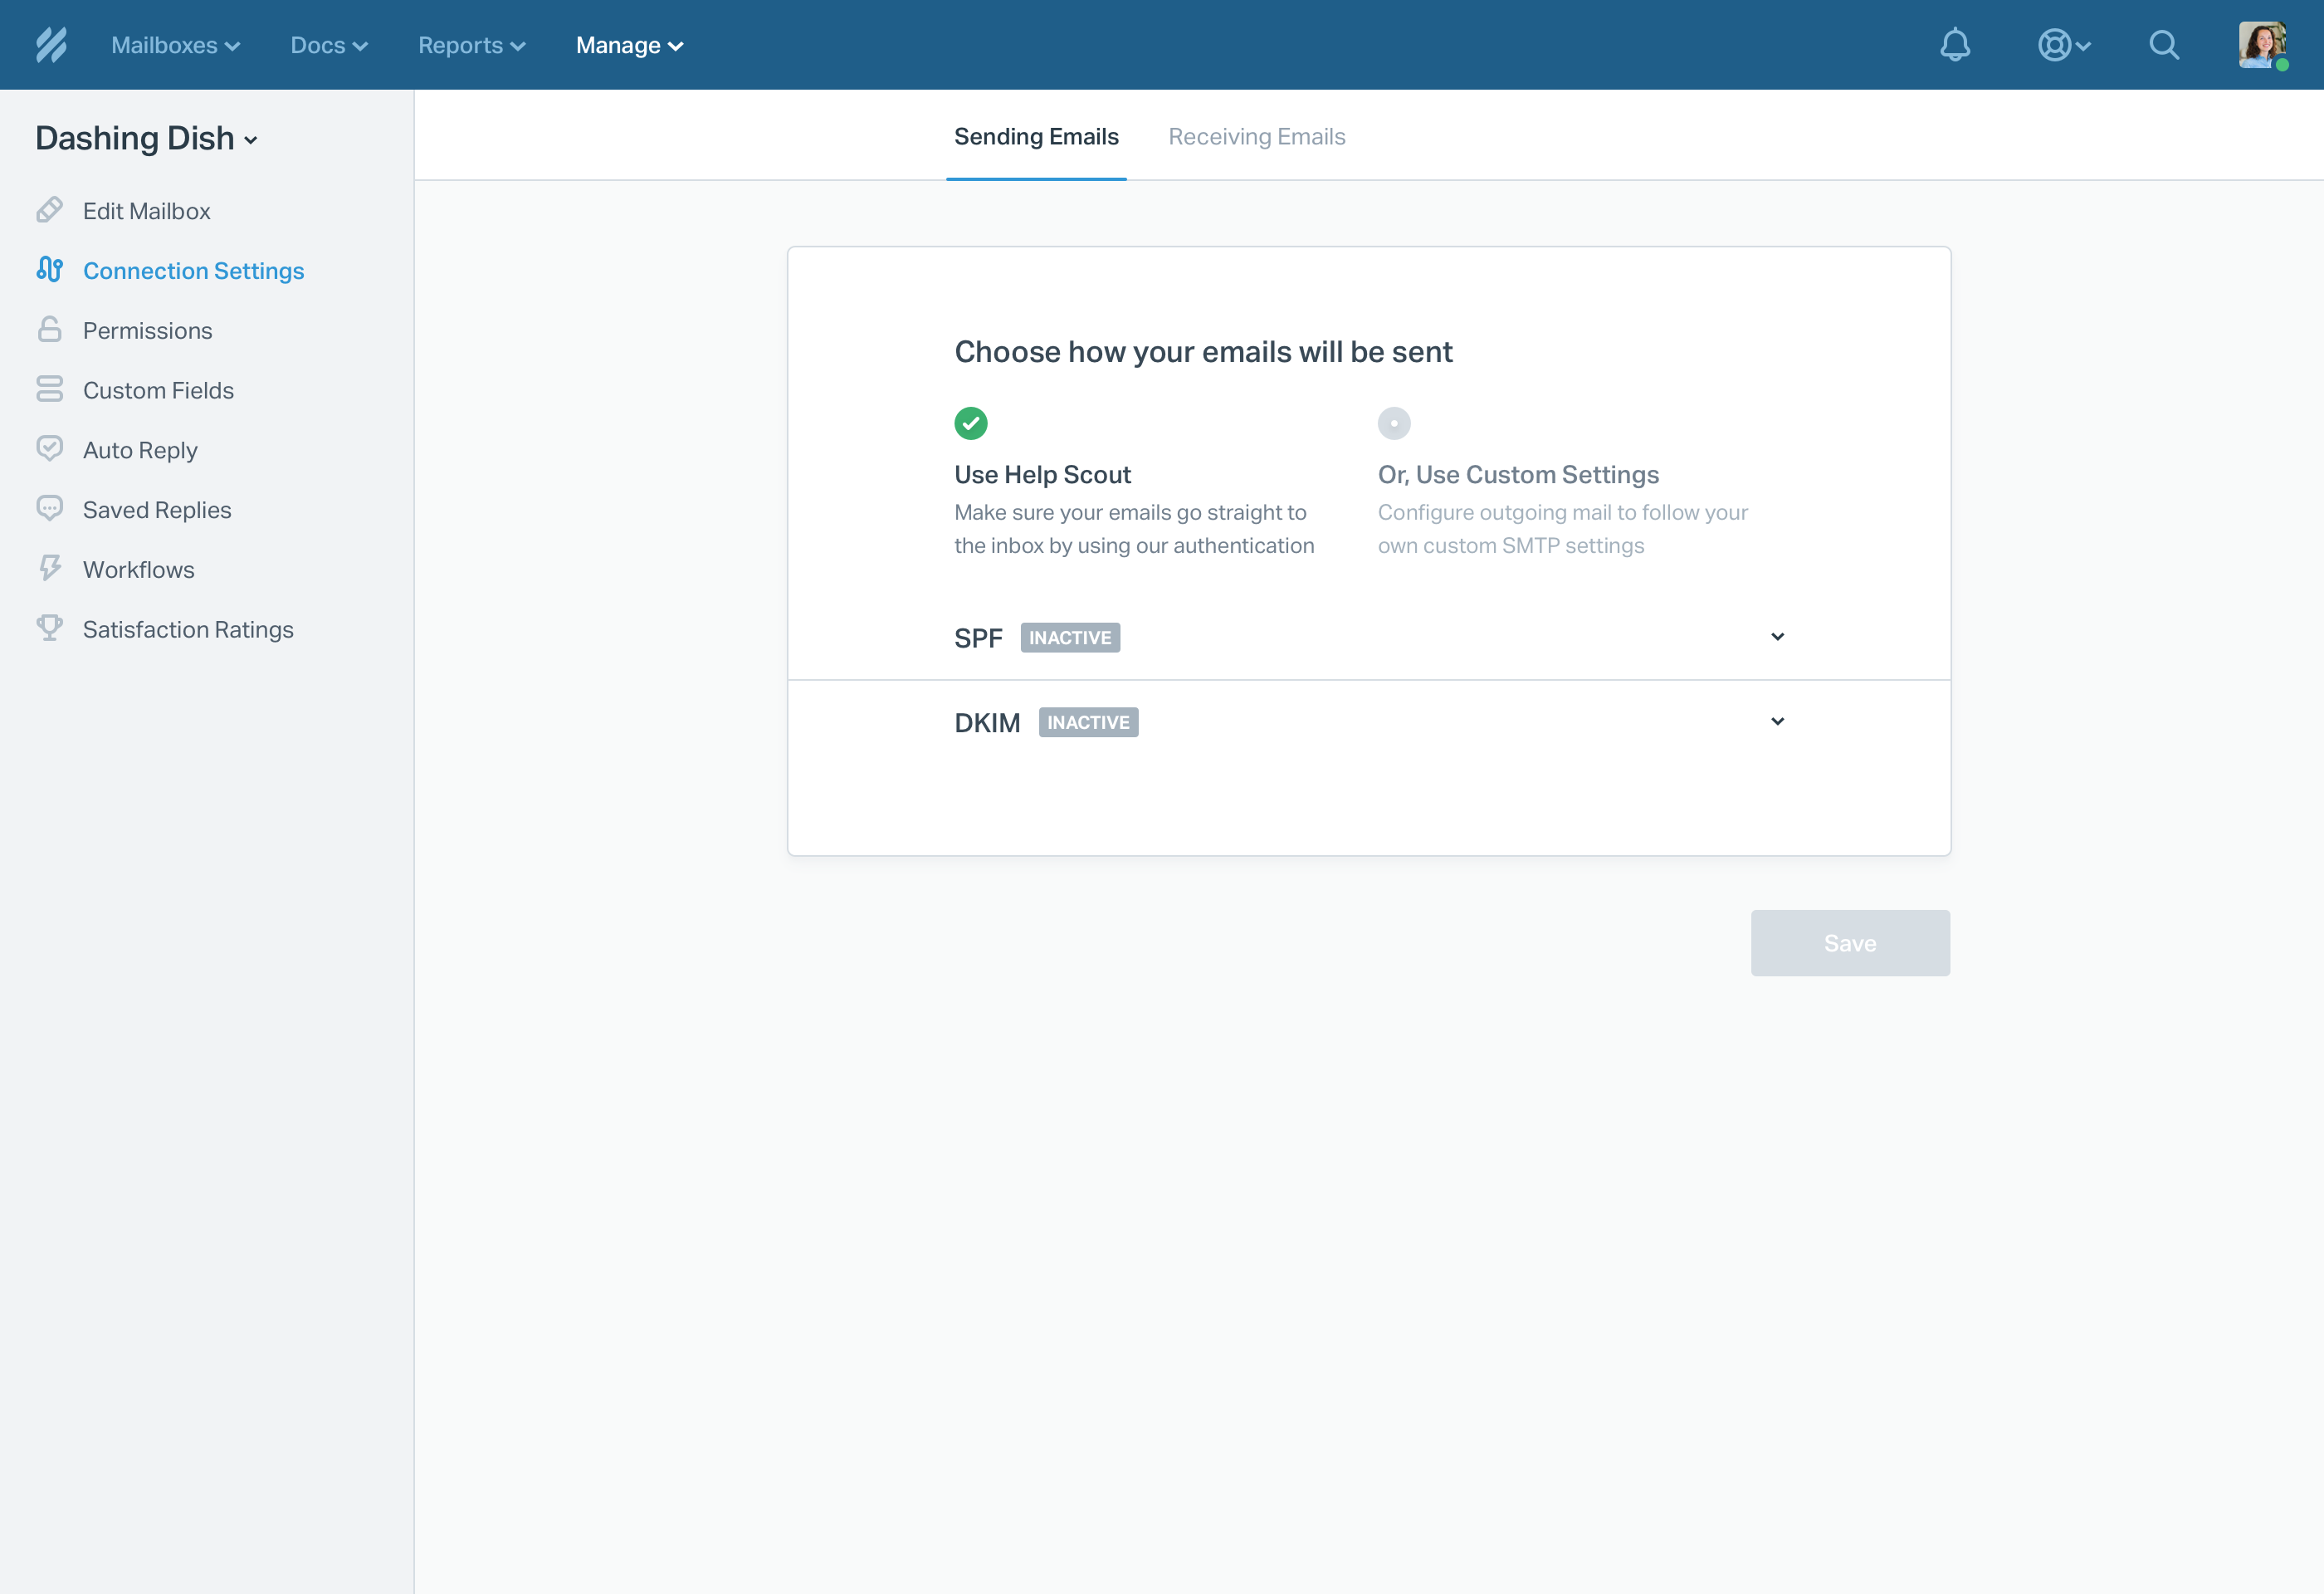 Mailboxes
Docs
Reports
Manage
Dashing Dish
Edit Mailbox
Connection Settings
Permissions
Custom Fields
Auto Reply
Saved Replies
Workflows
Satisfaction Ratings
Sending Emails
Receiving Emails
Choose how your emails will be sent
Use Help Scout
Make sure your emails go straight to
the inbox by using our authentication
Or, Use Custom Settings
Configure outgoing mail to follow your
own custom SMTP settings
SPF INACTIVE
DKIM INACTIVE
Save